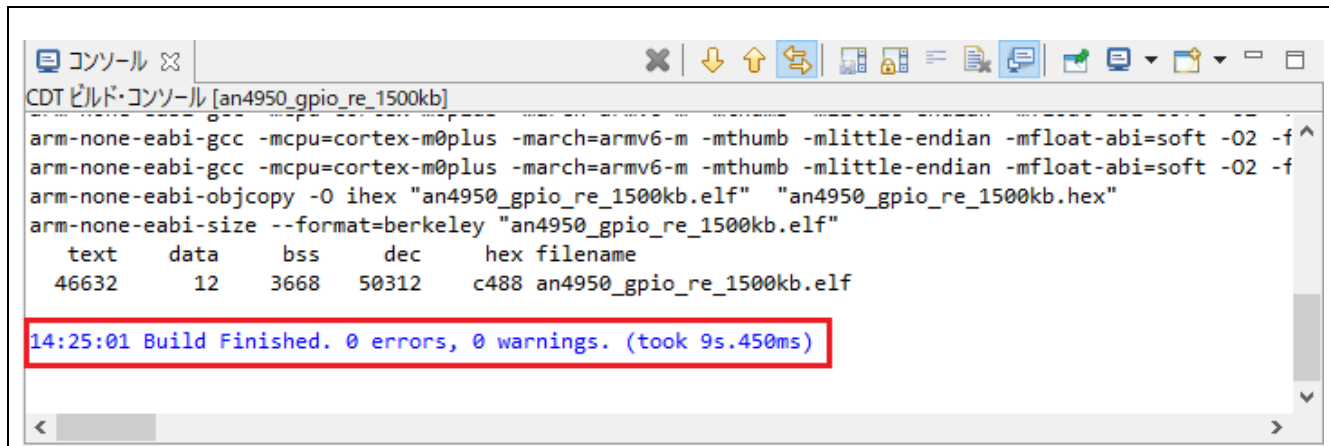 コンソール
CDT ビルド・コンソール [an4950_gpio_re_1500kb]
arm-none-eabi-gcc -mcpu=cortex-m0plus -march=armv6-m -mthumb -mlittle-endian -mfloat-abi=soft -O2 -f
arm-none-eabi-gcc -mcpu=cortex-m0plus -march=armv6-m -mthumb -mlittle-endian -mfloat-abi=soft -O2 -f
arm-none-eabi-objcopy -O ihex "an4950_gpio_re_1500kb.elf"  "an4950_gpio_re_1500kb.hex"
arm-none-eabi-size --format=berkeley "an4950_gpio_re_1500kb.elf"
text data bss dec hex filename
46632 12 3668 50312 c488 an4950_gpio_re_1500kb.elf
14:25:01 Build Finished. 0 errors, 0 warnings. (took 9s.450ms)